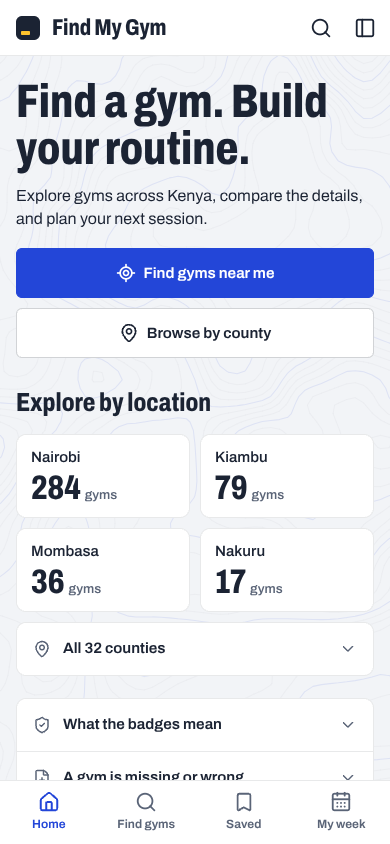 Find My Gym
Find a gym. Build
your routine.
Explore gyms across Kenya, compare the details,
and plan your next session.
Find gyms near me
Browse by county
Explore by location
Nairobi
284 gyms
Kiambu
79 gyms
Mombasa
36 gyms
Nakuru
17 gyms
All 32 counties
What the badges mean
A gym is missing or wrong
Home
Find gyms
Saved
My week